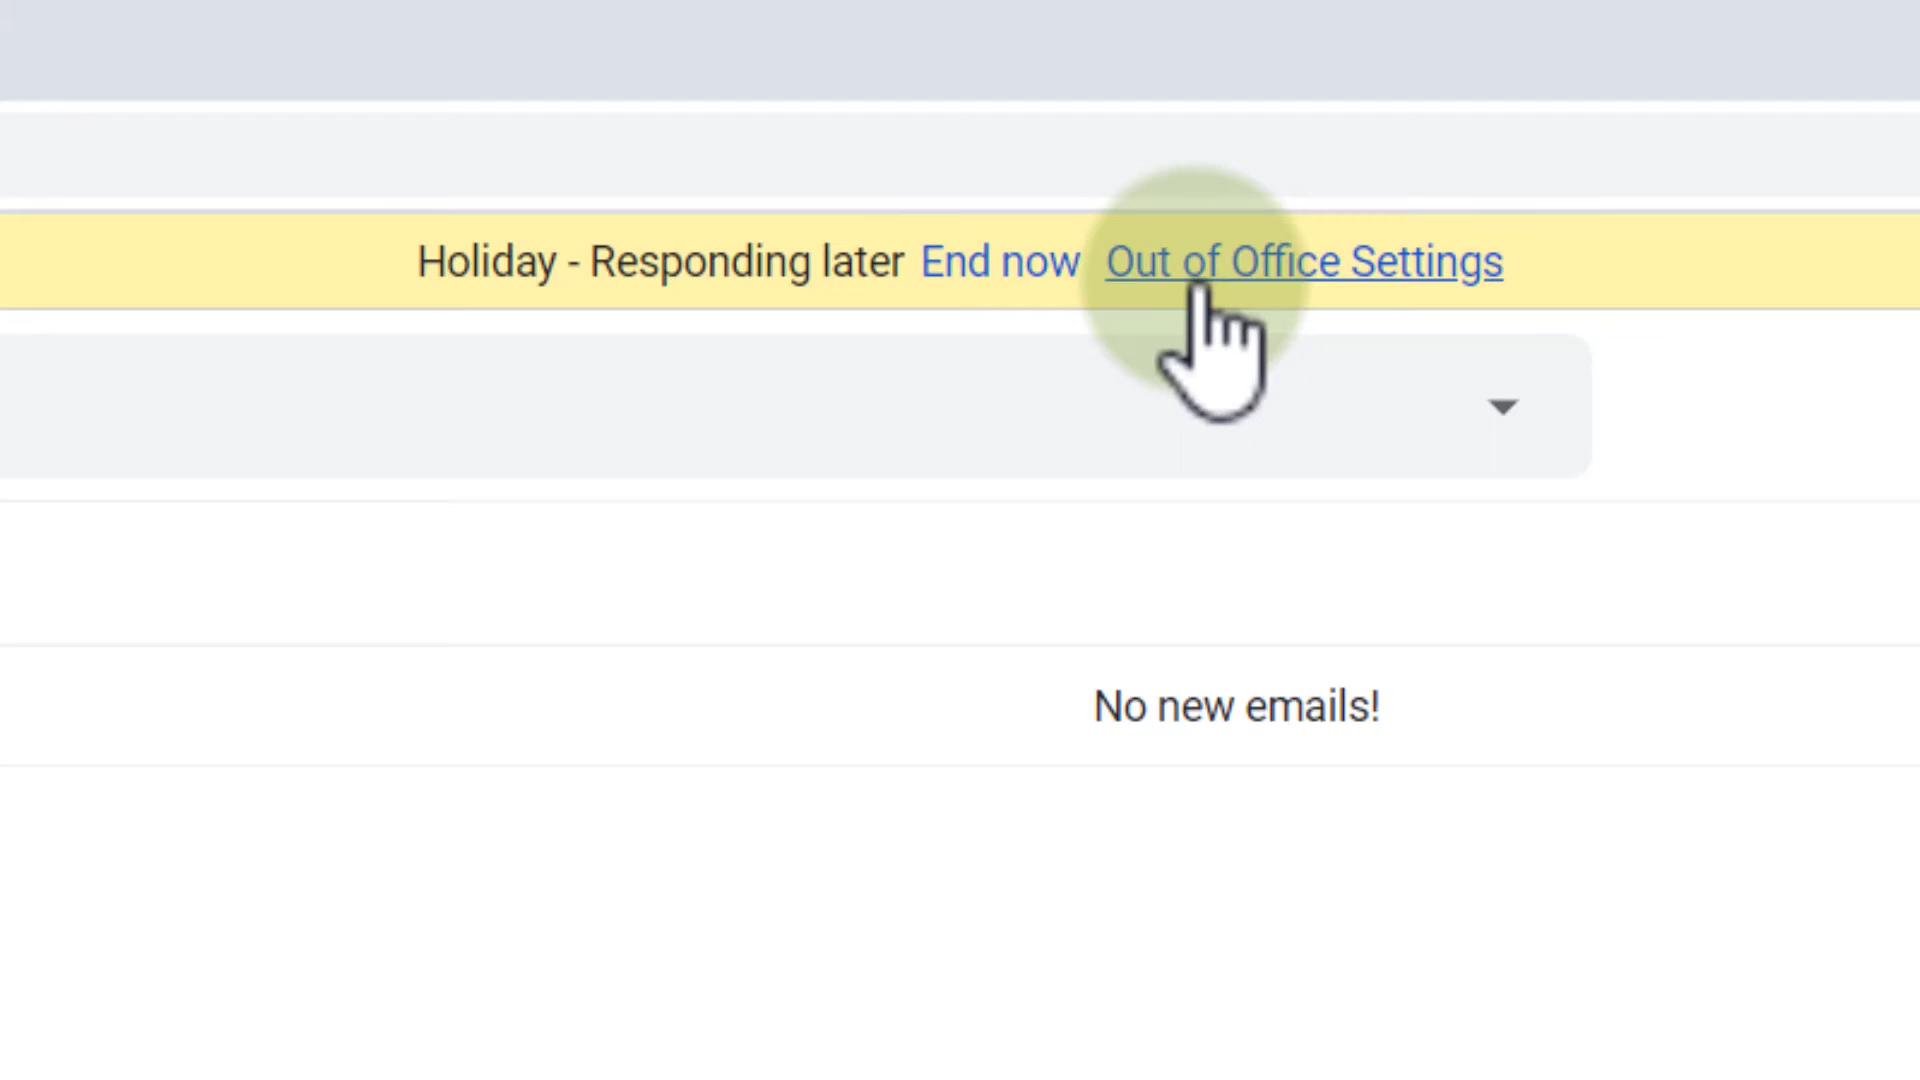 Holiday - Responding later End now Out of Office Settings
No new emails!